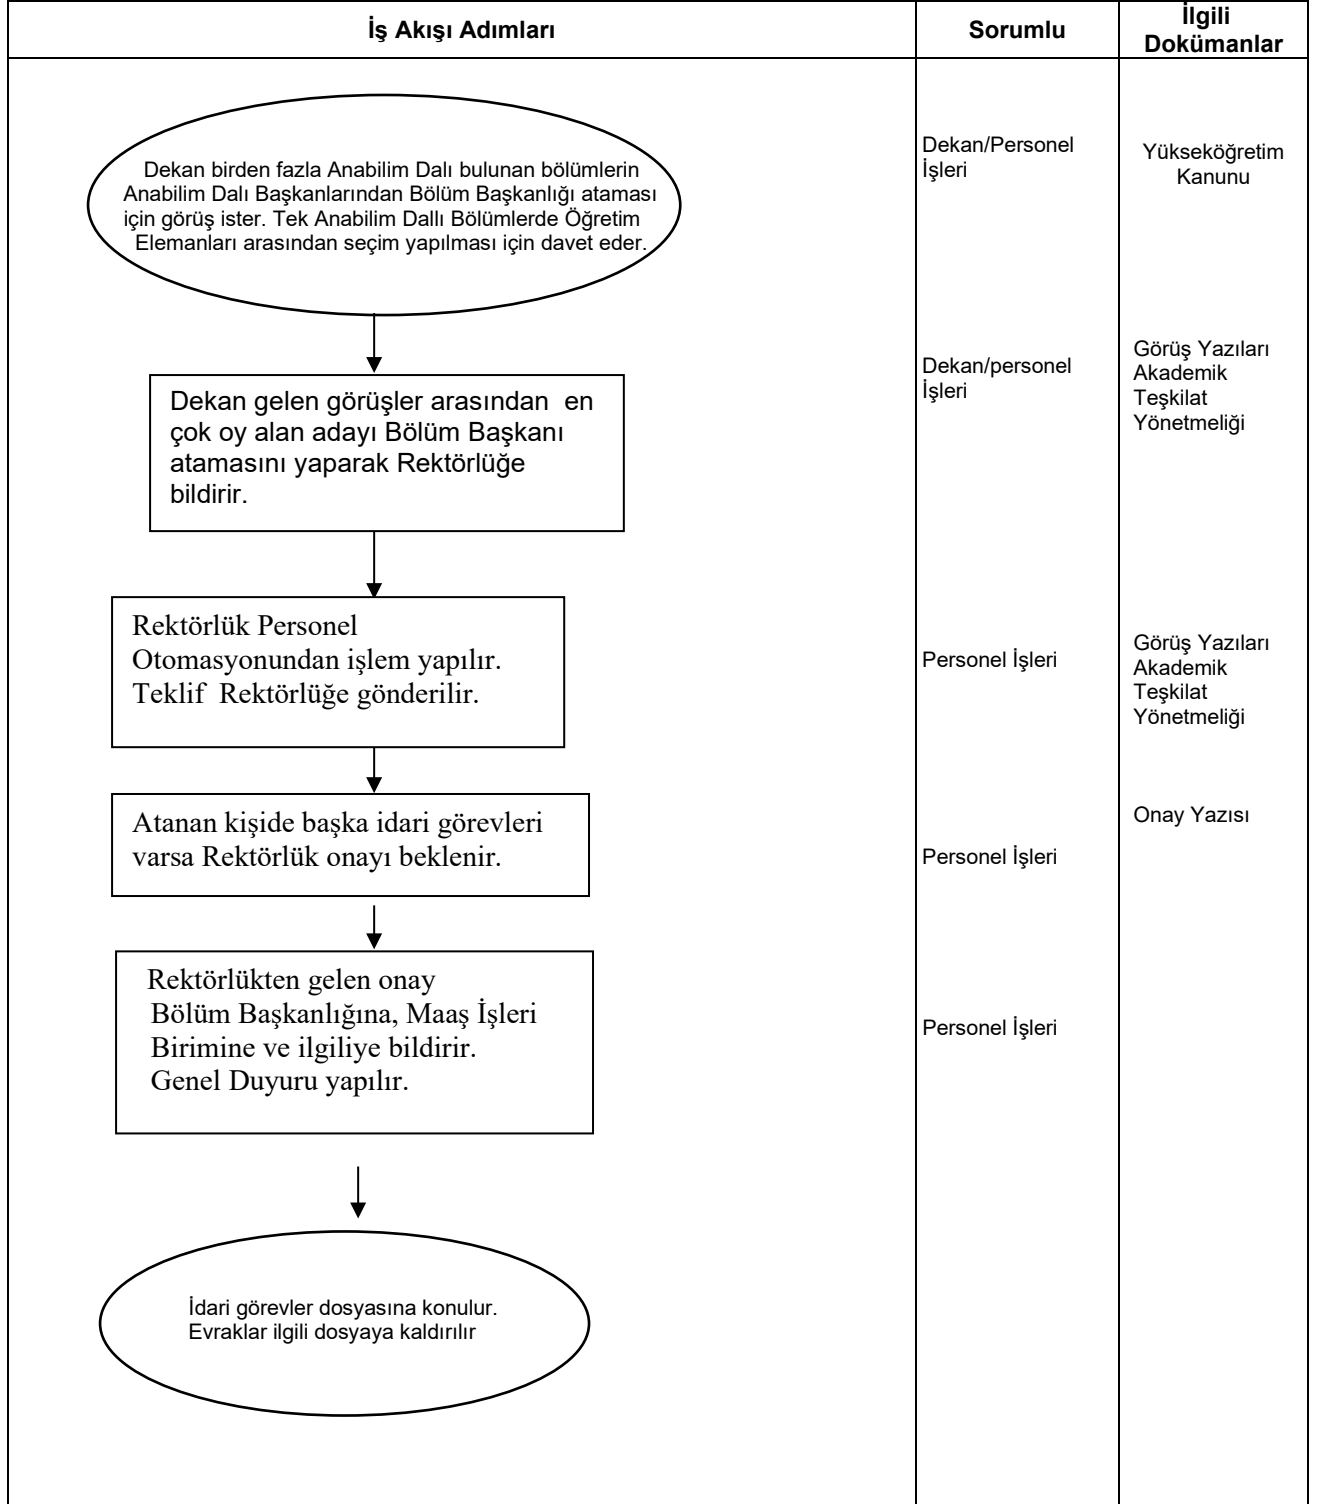 İş Akışı Adımları
Sorumlu
İlgili
Dokümanlar
Dekan birden fazla Anabilim Dalı bulunan bölümlerin
Anabilim Dalı Başkanlarından Bölüm Başkanlığı ataması
için görüş ister. Tek Anabilim Dallı Bölümlerde Öğretim
Elemanları arasından seçim yapılması için davet eder.
Dekan/Personel
İşleri
Yükseköğretim
Kanunu
Dekan gelen görüşler arasından en
çok oy alan adayı Bölüm Başkanı
atamasını yaparak Rektörlüğe
bildirir.
Dekan/personel
İşleri
Görüş Yazıları
Akademik
Teşkilat
Yönetmeliği
Rektörlük Personel
Otomasyonundan işlem yapılır.
Teklif Rektörlüğe gönderilir.
Personel İşleri
Görüş Yazıları
Akademik
Teşkilat
Yönetmeliği
Atanan kişide başka idari görevleri
varsa Rektörlük onayı beklenir.
Personel İşleri
Onay Yazısı
Rektörlükten gelen onay
Bölüm Başkanlığına, Maaş İşleri
Birimine ve ilgiliye bildirir.
Genel Duyuru yapılır.
Personel İşleri
İdari görevler dosyasına konulur.
Evraklar ilgili dosyaya kaldırılır